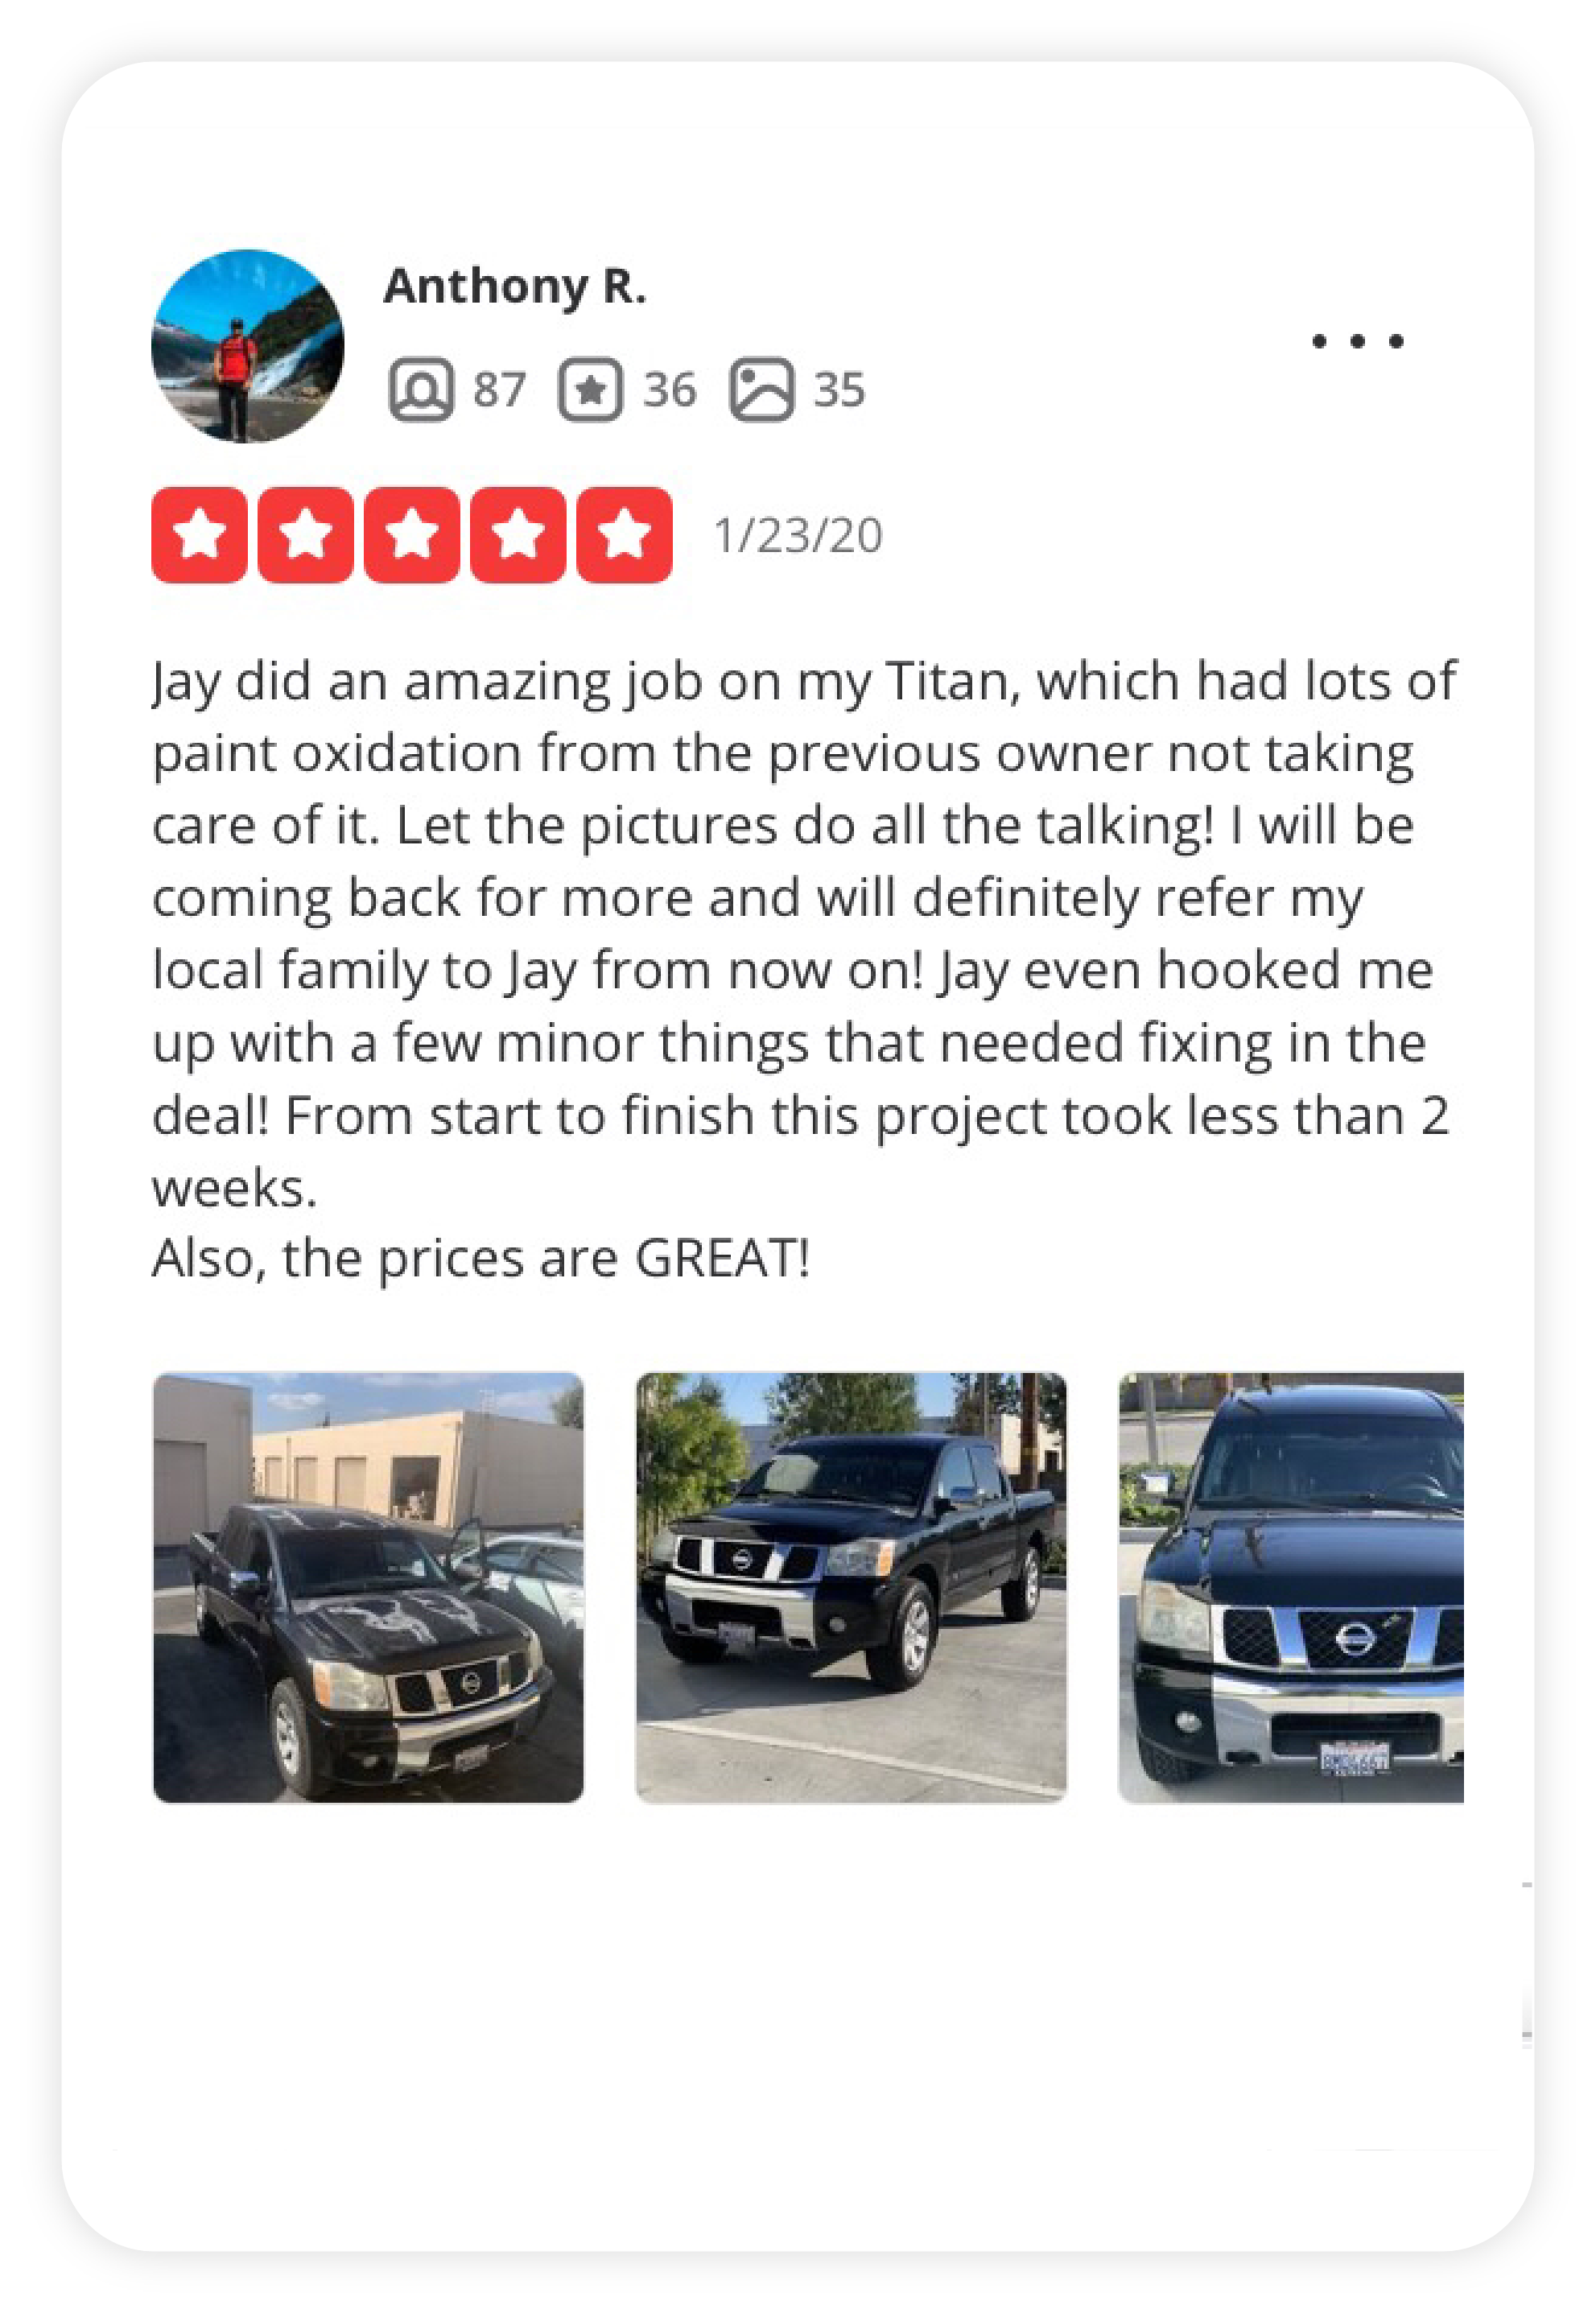 Anthony R.
87 36 35
1/23/20
Jay did an amazing job on my Titan, which had lots of
paint oxidation from the previous owner not taking
care of it. Let the pictures do all the talking! I will be
coming back for more and will definitely refer my
local family to Jay from now on! Jay even hooked me
up with a few minor things that needed fixing in the
deal! From start to finish this project took less than 2
weeks.
Also, the prices are GREAT!